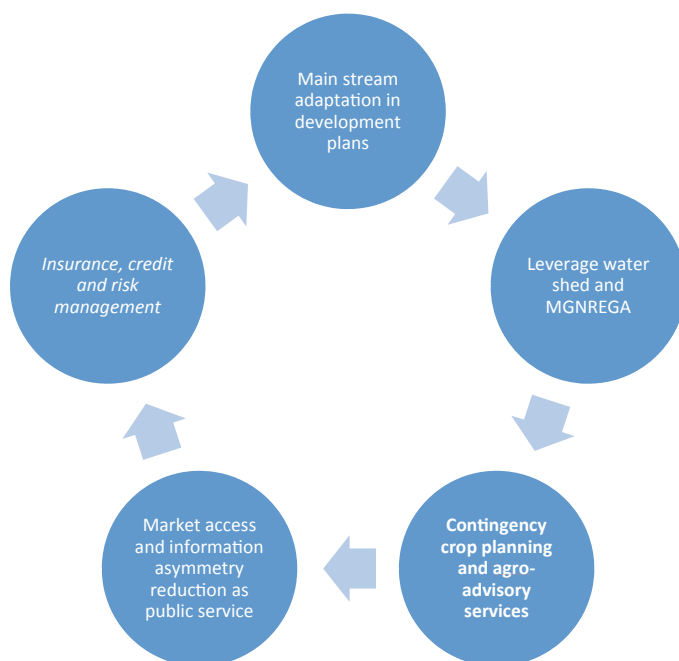 Main stream
adaptation in
development
plans
Leverage water
shed and
MGNREGA
Contingency
crop planning
and agro-
advisory
services
Market access
and information
asymmetry
reduction as
public service
Insurance, credit
and risk
management